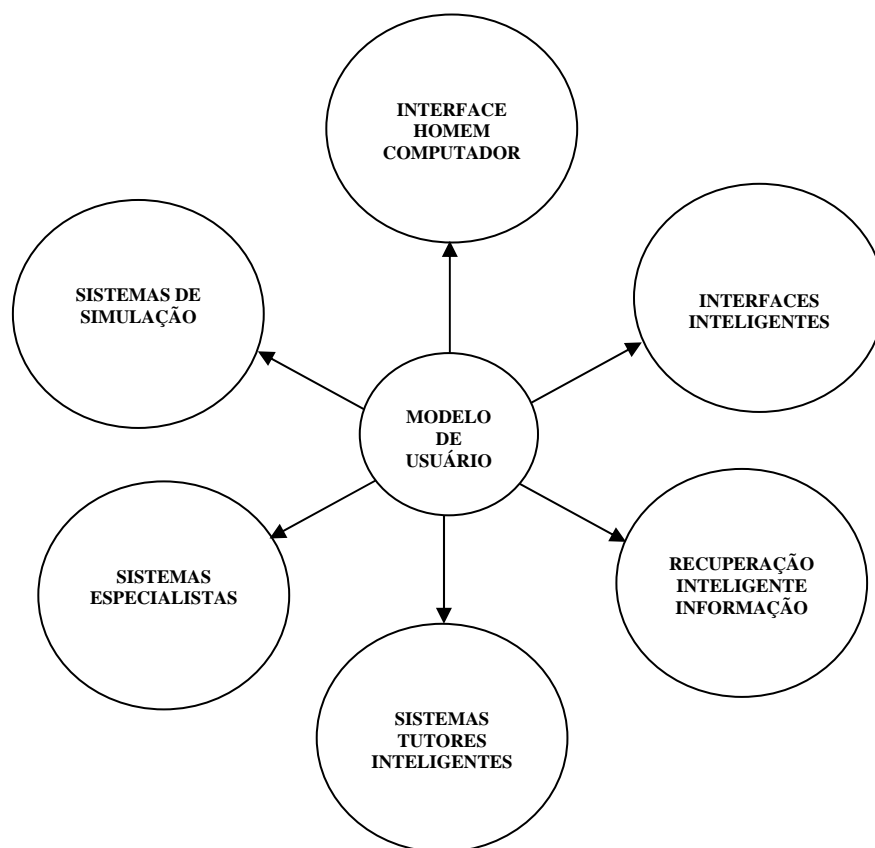 INTERFACE
HOMEM
COMPUTADOR
SISTEMAS DE
SIMULAÇÃO
INTERFACES
INTELIGENTES
MODELO
DE
USUÁRIO
SISTEMAS
ESPECIALISTAS
RECUPERAÇÃO
INTELIGENTE
INFORMAÇÃO
SISTEMAS
TUTORES
INTELIGENTES